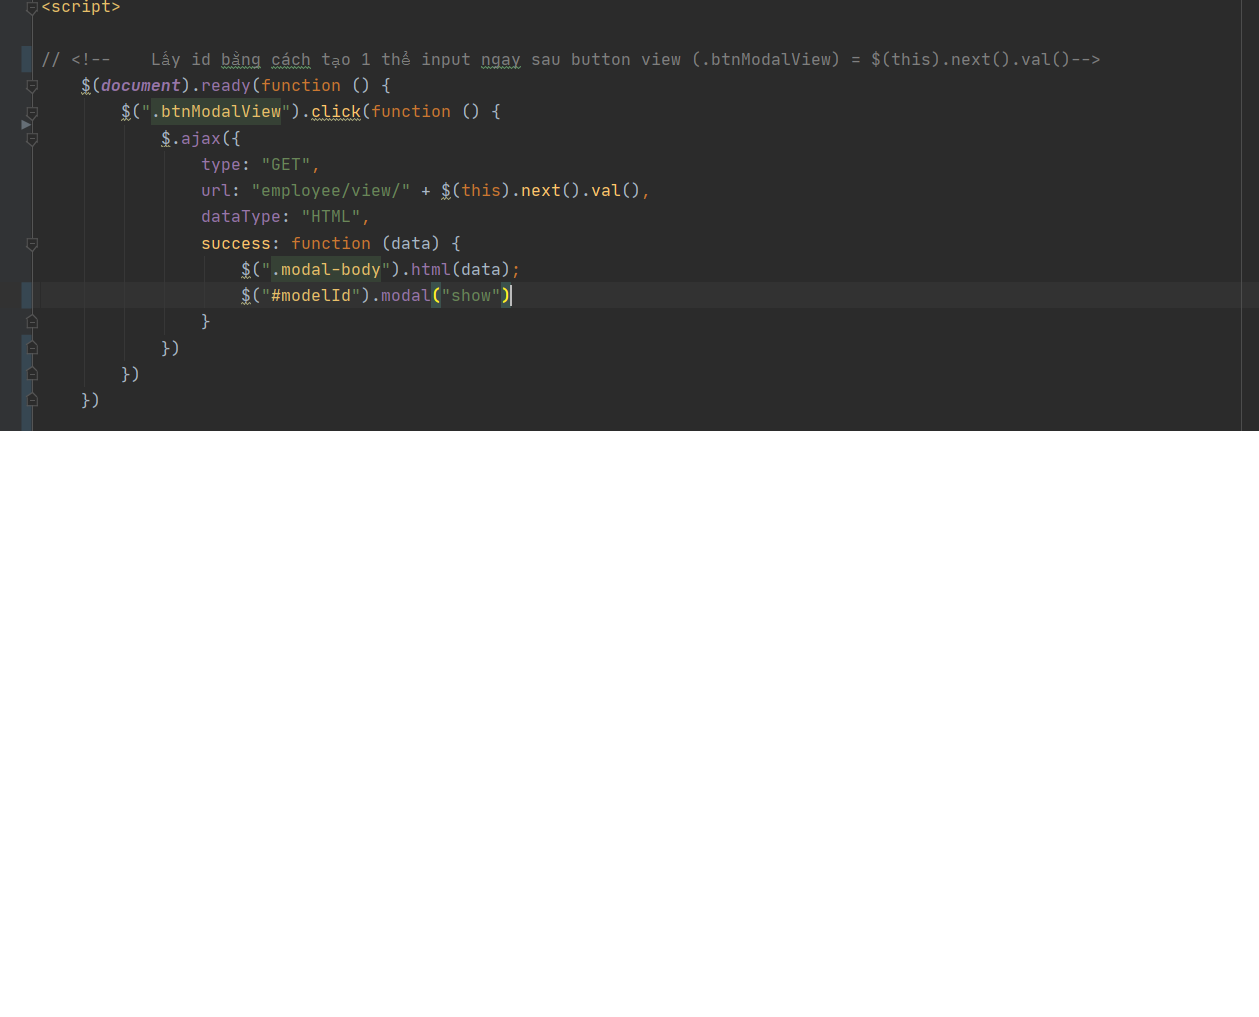 <script>
// <!-- Lấy id bằng cách tạo 1 thể input ngay sau button view (.btnModalView) = $(this).next().val()-->
$(document).ready(function () {
$(".btnModalView").click(function () {
$.ajax({
type: "GET",
url: "employee/view/" + $(this).next().val(),
dataType: "HTML",
success: function (data) {
$(".modal-body").html(data);
$("#modelId").modal("show")
}
})
})
})